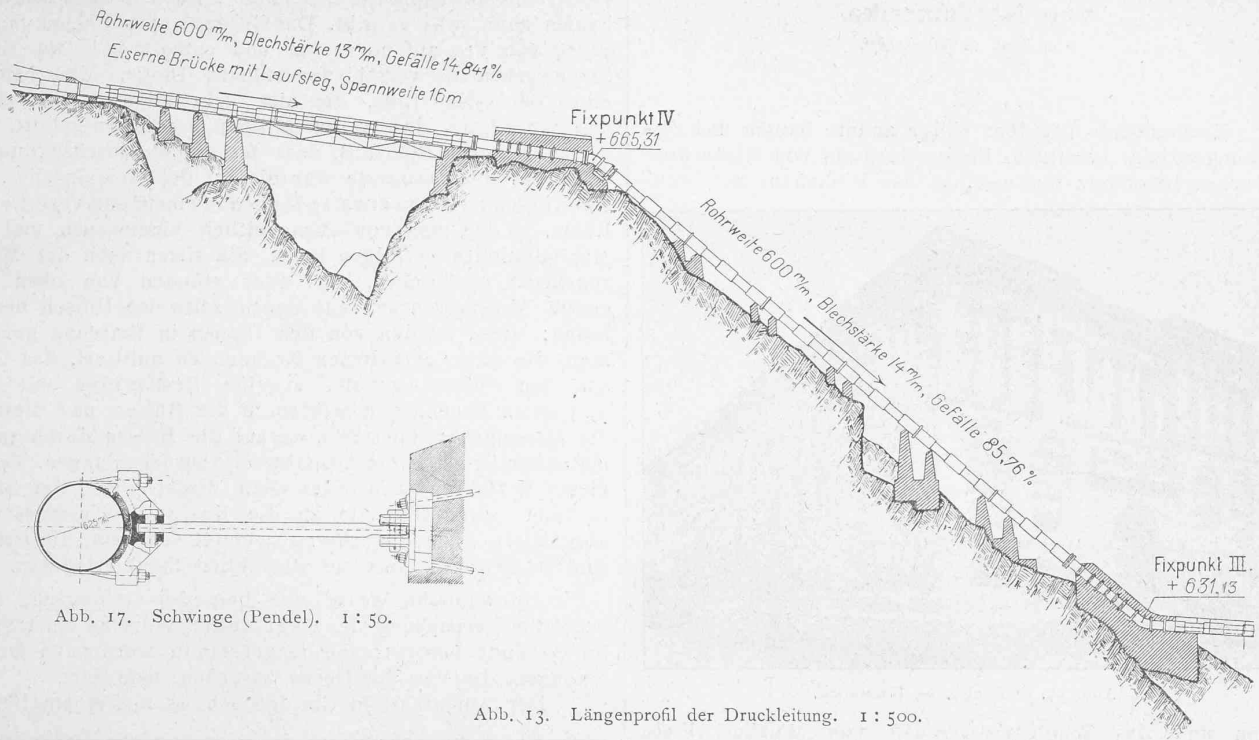 Rohrweite 600 m/m, Blechstärke 13 m/m, Gefälle 14,841 %
Eiserne Brücke mit Laufsteg, Spannweite 16 m
Fixpunkt IV
+ 665,31
Rohrweite 600 m/m, Blechstärke 14 m/m, Gefälle 85,76 %
Fixpunkt III.
+ 631,13
Abb. 17. Schwinge (Pendel). 1 : 50.
Abb. 13. Längenprofil der Druckleitung. 1 : 500.